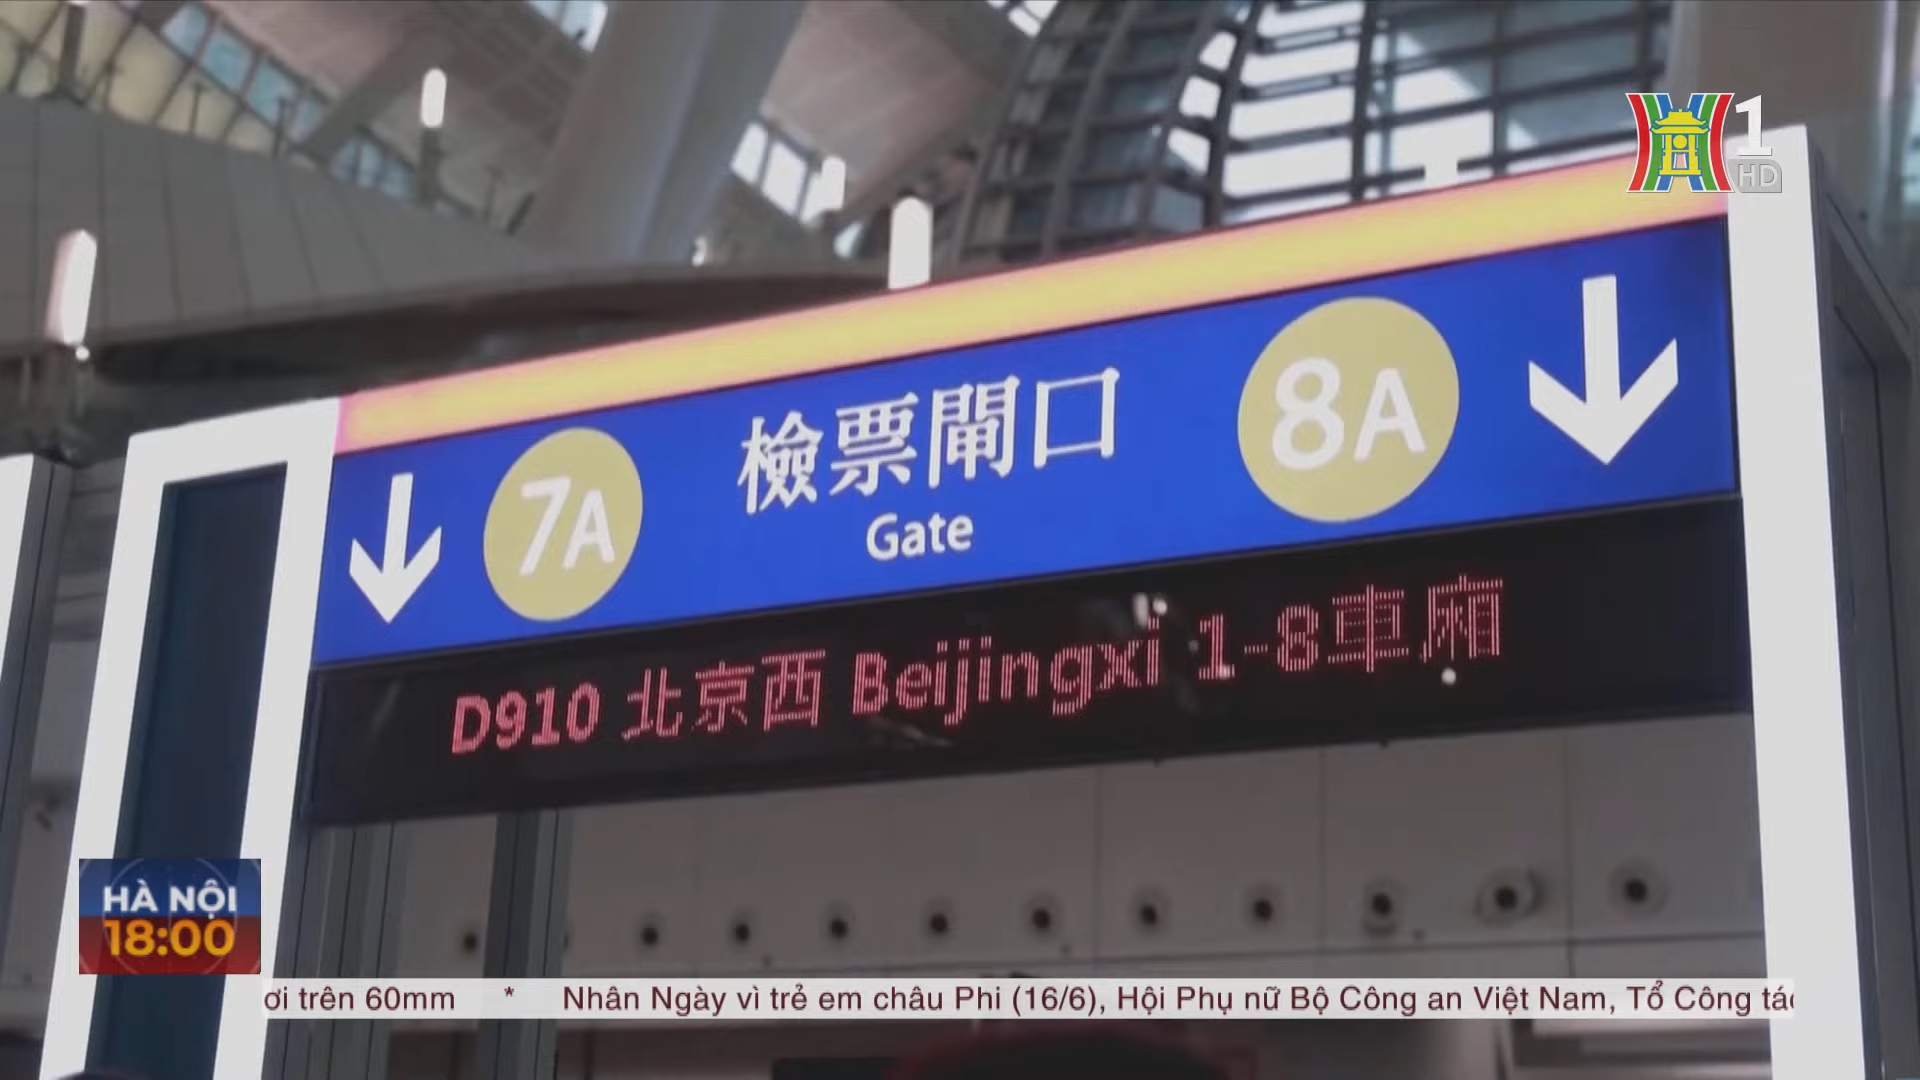 1
HD
7A 檢票閘口 8A
Gate
D910 北京西 Beijingxi 1-8車廂
HÀ NỘI
18:00
ơi trên 60mm * Nhân Ngày vì trẻ em châu Phi (16/6), Hội Phụ nữ Bộ Công an Việt Nam, Tổ Công tác